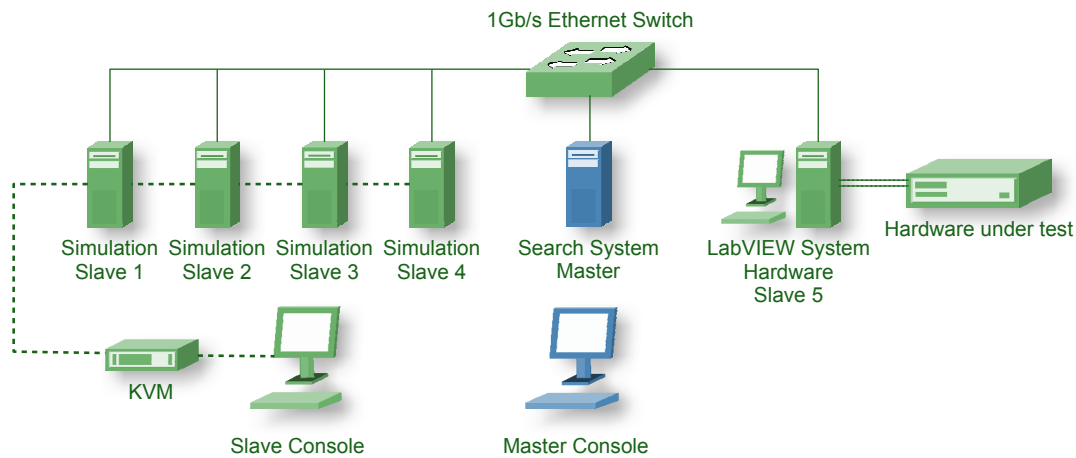 1Gb/s Ethernet Switch
Simulation
Slave 1
Simulation
Slave 2
Simulation
Slave 3
Simulation
Slave 4
Search System
Master
LabVIEW System
Hardware
Slave 5
Hardware under test
KVM
Slave Console
Master Console